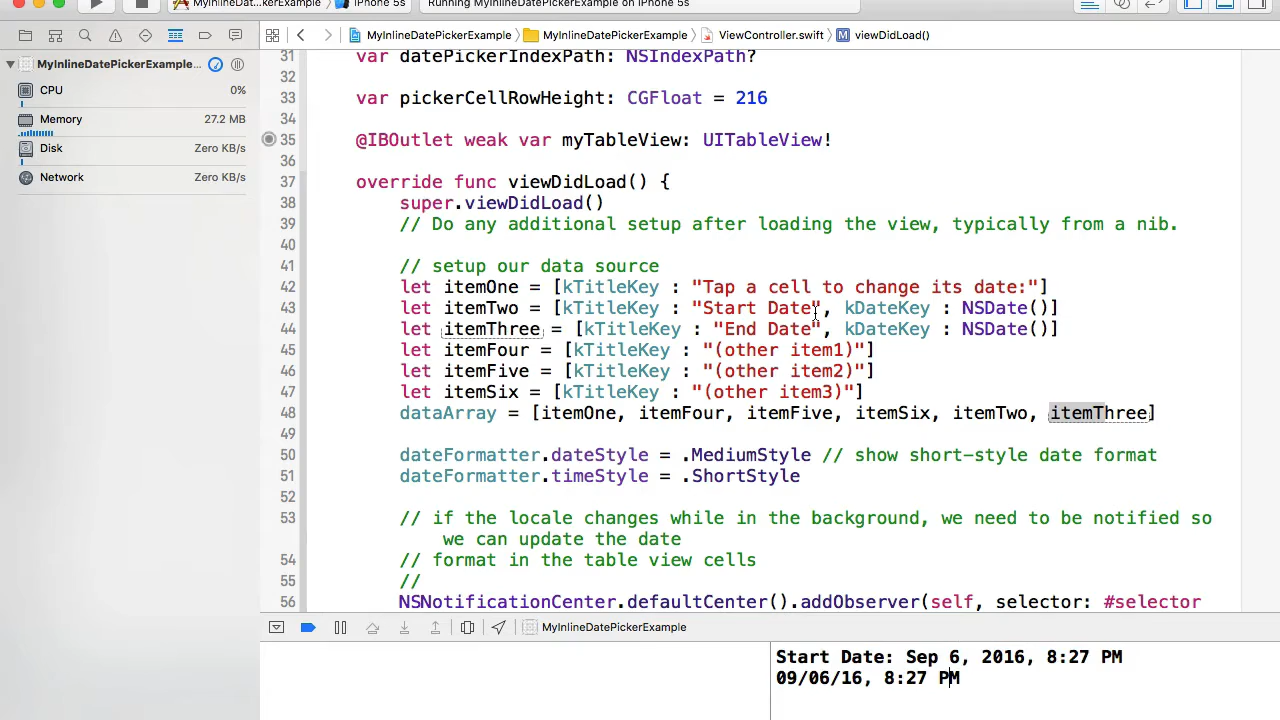 MyInlineDat...kerExample
iPhone 5s
Running MyInlineDatePickerExample on iPhone 5s
MyInlineDatePickerExample
MyInlineDatePickerExample
ViewController.swift
M viewDidLoad()
MyInlineDatePickerExample...
CPU 0%
Memory 27.2 MB
Disk Zero KB/s
Network Zero KB/s
31 var datePickerIndexPath: NSIndexPath?
32
33 var pickerCellRowHeight: CGFloat = 216
34
35 @IBOutlet weak var myTableView: UITableView!
36
37 override func viewDidLoad() {
38 super.viewDidLoad()
39 // Do any additional setup after loading the view, typically from a nib.
40
41 // setup our data source
42 let itemOne = [kTitleKey : "Tap a cell to change its date:"]
43 let itemTwo = [kTitleKey : "Start Date", kDateKey : NSDate()]
44 let itemThree = [kTitleKey : "End Date", kDateKey : NSDate()]
45 let itemFour = [kTitleKey : "(other item1)"]
46 let itemFive = [kTitleKey : "(other item2)"]
47 let itemSix = [kTitleKey : "(other item3)"]
48 dataArray = [itemOne, itemFour, itemFive, itemSix, itemTwo, itemThree]
49
50 dateFormatter.dateStyle = .MediumStyle // show short-style date format
51 dateFormatter.timeStyle = .ShortStyle
52
53 // if the locale changes while in the background, we need to be notified so
we can update the date
54 // format in the table view cells
55 //
56 NSNotificationCenter.defaultCenter().addObserver(self, selector: #selector
MyInlineDatePickerExample
Start Date: Sep 6, 2016, 8:27 PM
09/06/16, 8:27 PM